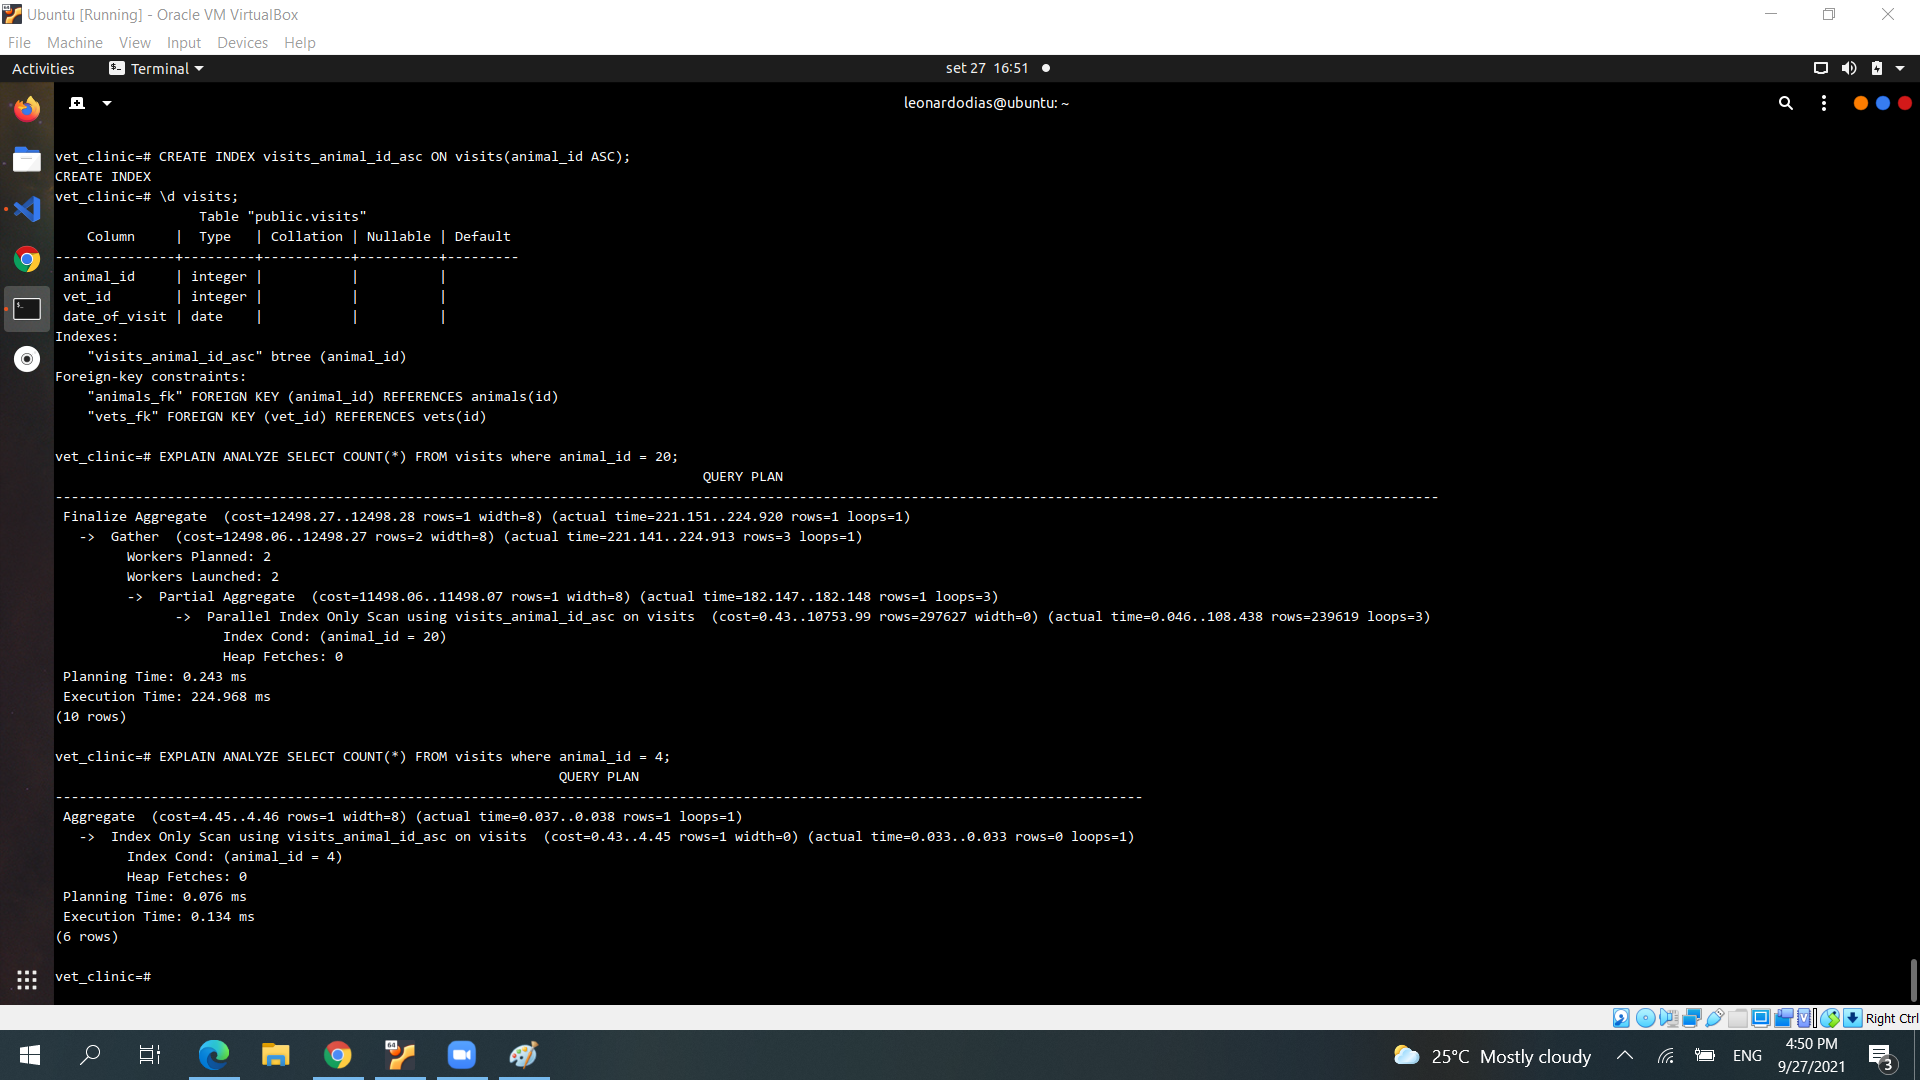 Ubuntu [Running] - Oracle VM VirtualBox
File Machine View Input Devices Help
Activities Terminal set 27 16:51
leonardodias@ubuntu: ~
vet_clinic=# CREATE INDEX visits_animal_id_asc ON visits(animal_id ASC);
CREATE INDEX
vet_clinic=# \d visits;
Table "public.visits"
Column | Type | Collation | Nullable | Default
---------------+---------+-----------+----------+---------
animal_id | integer | | |
vet_id | integer | | |
date_of_visit | date | | |
Indexes:
"visits_animal_id_asc" btree (animal_id)
Foreign-key constraints:
"animals_fk" FOREIGN KEY (animal_id) REFERENCES animals(id)
"vets_fk" FOREIGN KEY (vet_id) REFERENCES vets(id)
vet_clinic=# EXPLAIN ANALYZE SELECT COUNT(*) FROM visits where animal_id = 20;
QUERY PLAN
Finalize Aggregate (cost=12498.27..12498.28 rows=1 width=8) (actual time=221.151..224.920 rows=1 loops=1)
-> Gather (cost=12498.06..12498.27 rows=2 width=8) (actual time=221.141..224.913 rows=3 loops=1)
Workers Planned: 2
Workers Launched: 2
-> Partial Aggregate (cost=11498.06..11498.07 rows=1 width=8) (actual time=182.147..182.148 rows=1 loops=3)
-> Parallel Index Only Scan using visits_animal_id_asc on visits (cost=0.43..10753.99 rows=297627 width=0) (actual time=0.046..108.438 rows=239619 loops=3)
Index Cond: (animal_id = 20)
Heap Fetches: 0
Planning Time: 0.243 ms
Execution Time: 224.968 ms
(10 rows)
vet_clinic=# EXPLAIN ANALYZE SELECT COUNT(*) FROM visits where animal_id = 4;
QUERY PLAN
Aggregate (cost=4.45..4.46 rows=1 width=8) (actual time=0.037..0.038 rows=1 loops=1)
-> Index Only Scan using visits_animal_id_asc on visits (cost=0.43..4.45 rows=1 width=0) (actual time=0.033..0.033 rows=0 loops=1)
Index Cond: (animal_id = 4)
Heap Fetches: 0
Planning Time: 0.076 ms
Execution Time: 0.134 ms
(6 rows)
vet_clinic=#
Right Ctrl
64
25°C Mostly cloudy
ENG
4:50 PM
9/27/2021
3